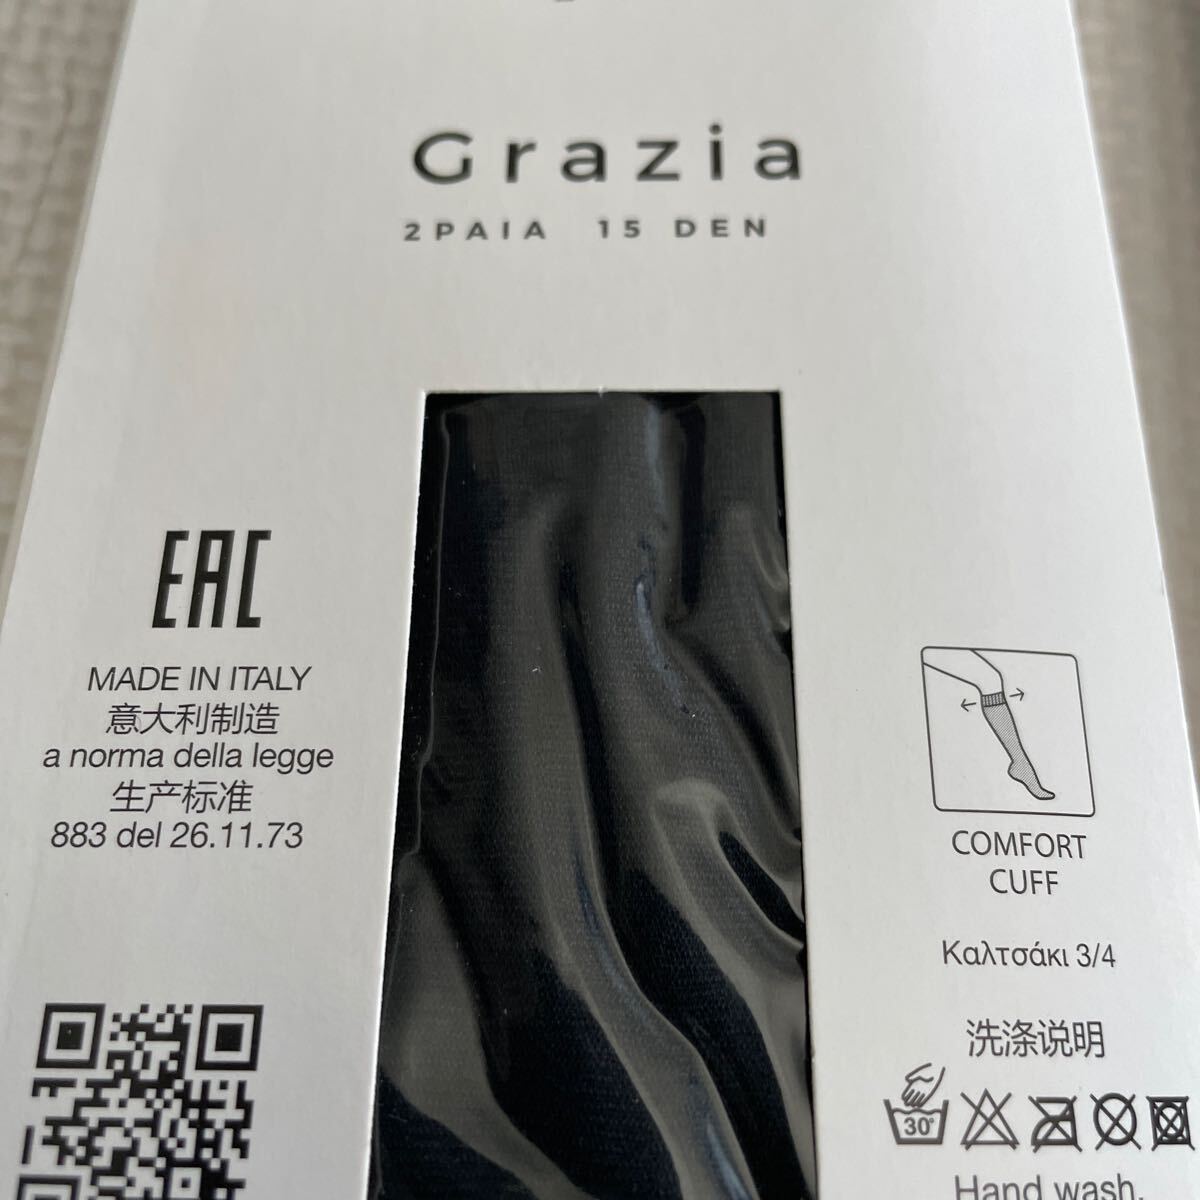 Grazia
2PAIA 15 DEN
EAC
MADE IN ITALY
意大利制造
a norma della legge
生产标准
883 del 26.11.73
COMFORT
CUFF
Καλτσάκι 3/4
洗涤说明
30°
Hand wash.